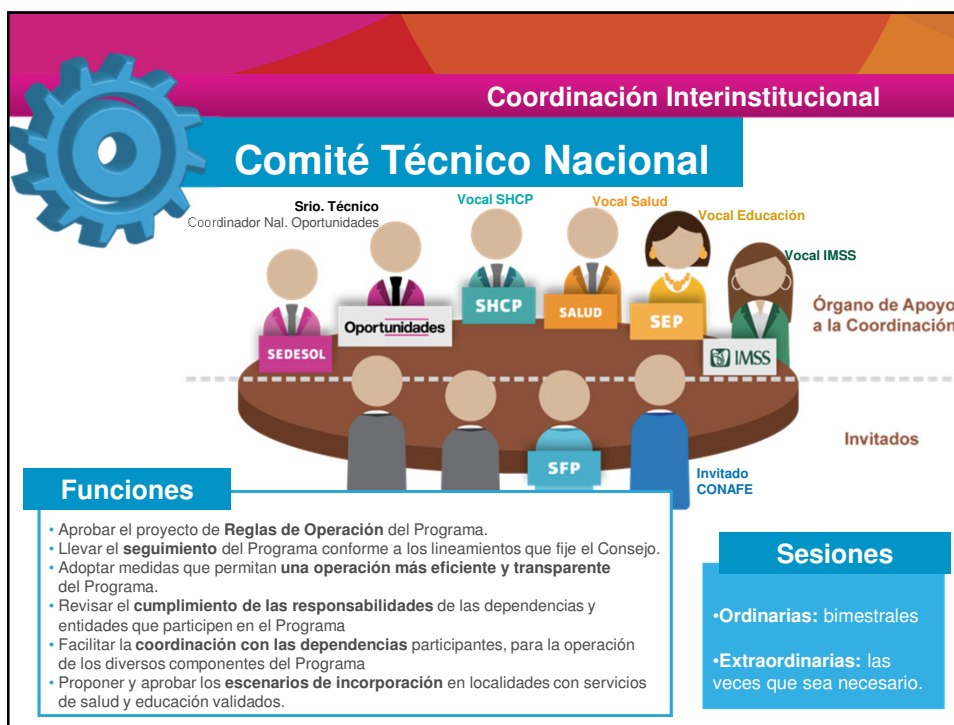 Coordinación Interinstitucional
Comité Técnico Nacional
Srio. Técnico
Coordinador Nal. Oportunidades
Vocal SHCP
Vocal Salud
Vocal Educación
Vocal IMSS
SEDESOL
Oportunidades
SHCP
SALUD
SEP
IMSS
Órgano de Apoyo
a la Coordinación
Invitados
SFP
Invitado
CONAFE
Funciones
• Aprobar el proyecto de Reglas de Operación del Programa.
• Llevar el seguimiento del Programa conforme a los lineamientos que fije el Consejo.
• Adoptar medidas que permitan una operación más eficiente y transparente
del Programa.
• Revisar el cumplimiento de las responsabilidades de las dependencias y
entidades que participen en el Programa
• Facilitar la coordinación con las dependencias participantes, para la operación
de los diversos componentes del Programa
• Proponer y aprobar los escenarios de incorporación en localidades con servicios
de salud y educación validados.
Sesiones
•Ordinarias: bimestrales
•Extraordinarias: las
veces que sea necesario.